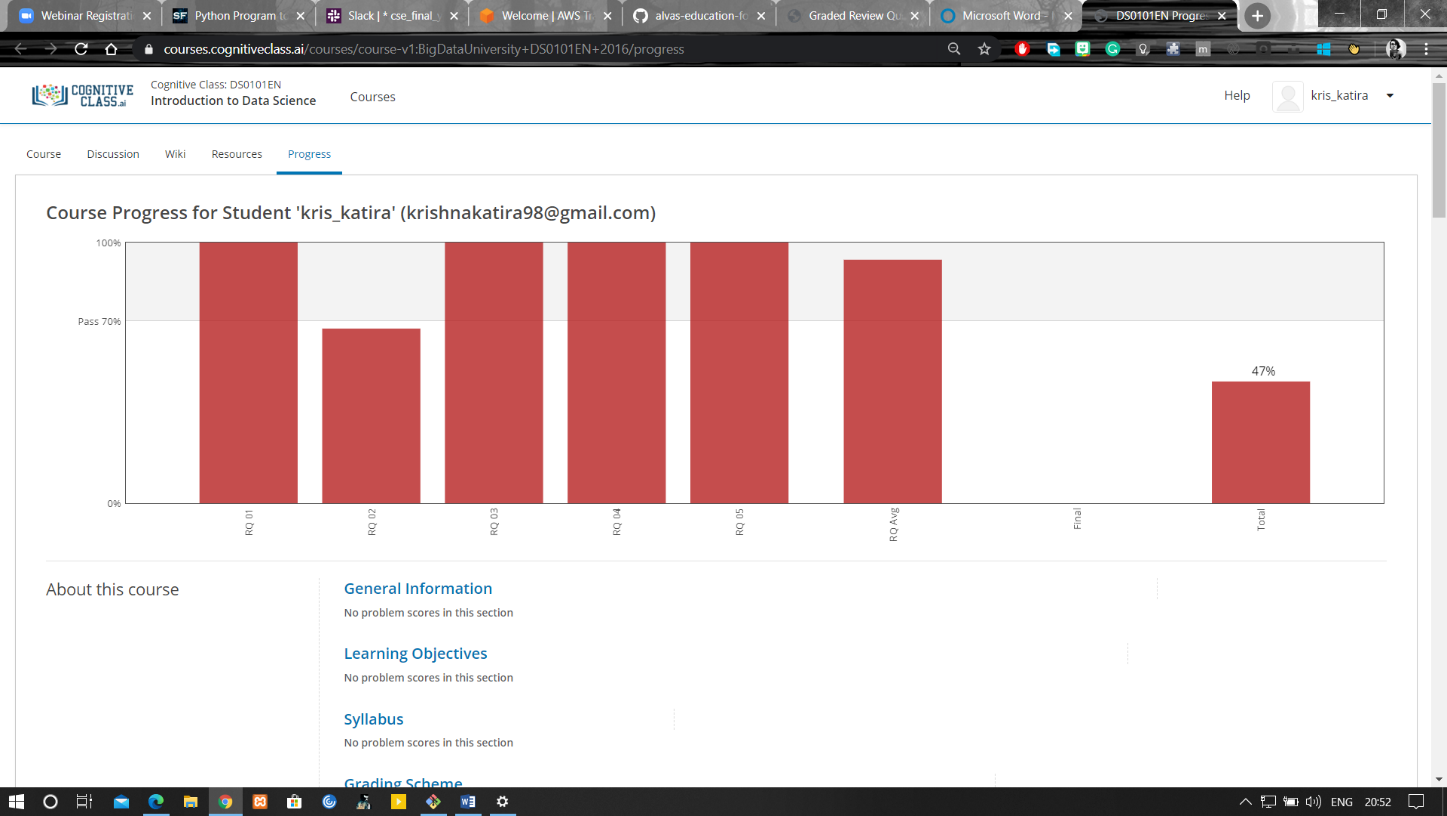 Webinar Registrati
Python Program to
Slack | * cse_final_y
Welcome | AWS Tr
alvas-education-fo
Graded Review Qu
Microsoft Word -
DS0101EN Progre
courses.cognitiveclass.ai/courses/course-v1:BigDataUniversity+DS0101EN+2016/progress
COGNITIVE
CLASS.ai
Cognitive Class: DS0101EN
Introduction to Data Science
Courses
Help
kris_katira
Course
Discussion
Wiki
Resources
Progress
Course Progress for Student 'kris_katira' (krishnakatira98@gmail.com)
100%
Pass 70%
0%
47%
RQ 01
RQ 02
RQ 03
RQ 04
RQ 05
RQ Avg
Final
Total
About this course
General Information
No problem scores in this section
Learning Objectives
No problem scores in this section
Syllabus
No problem scores in this section
Grading Scheme
ENG
20:52